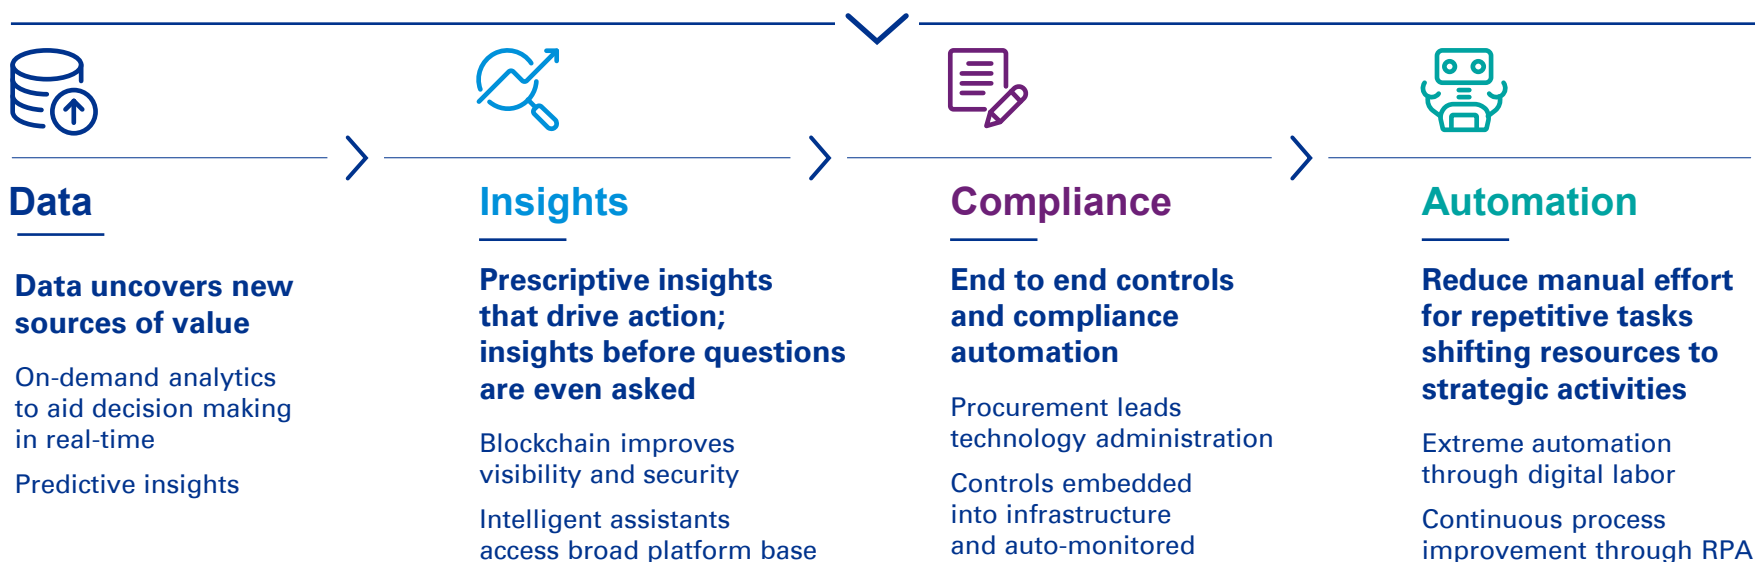 Data
Data uncovers new
sources of value
On-demand analytics
to aid decision making
in real-time
Predictive insights
Insights
Prescriptive insights
that drive action;
insights before questions
are even asked
Blockchain improves
visibility and security
Intelligent assistants
access broad platform base
Compliance
End to end controls
and compliance
automation
Procurement leads
technology administration
Controls embedded
into infrastructure
and auto-monitored
Automation
Reduce manual effort
for repetitive tasks
shifting resources to
strategic activities
Extreme automation
through digital labor
Continuous process
improvement through RPA